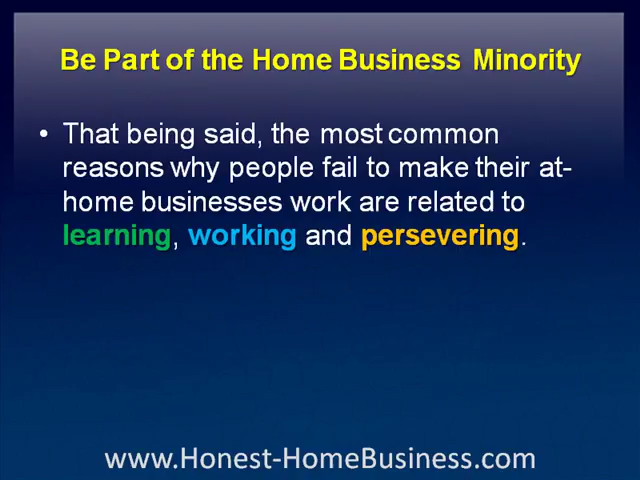 Be Part of the Home Business Minority
• That being said, the most common
reasons why people fail to make their at-
home businesses work are related to
learning, working and persevering.
www.Honest-HomeBusiness.com